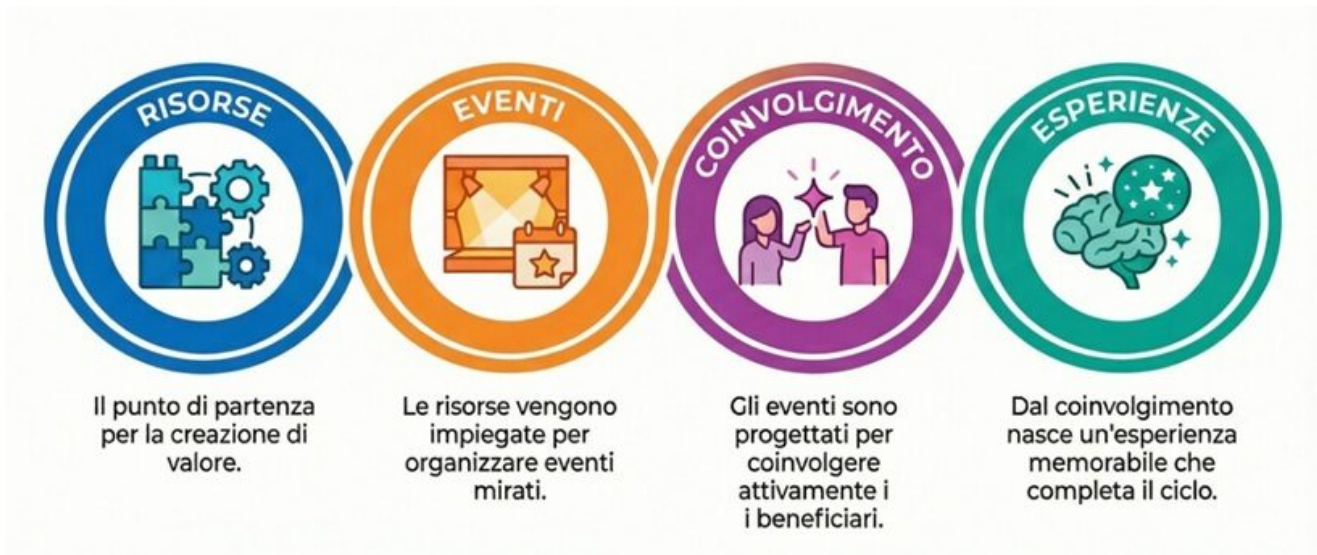 RISORSE
Il punto di partenza
per la creazione di
valore.
EVENTI
Le risorse vengono
impiegate per
organizzare eventi
mirati.
COINVOLGIMENTO
Gli eventi sono
progettati per
coinvolgere
attivamente i
i beneficiari.
ESPERIENZE
Dal coinvolgimento
nasce un'esperienza
memorabile che
completa il ciclo.